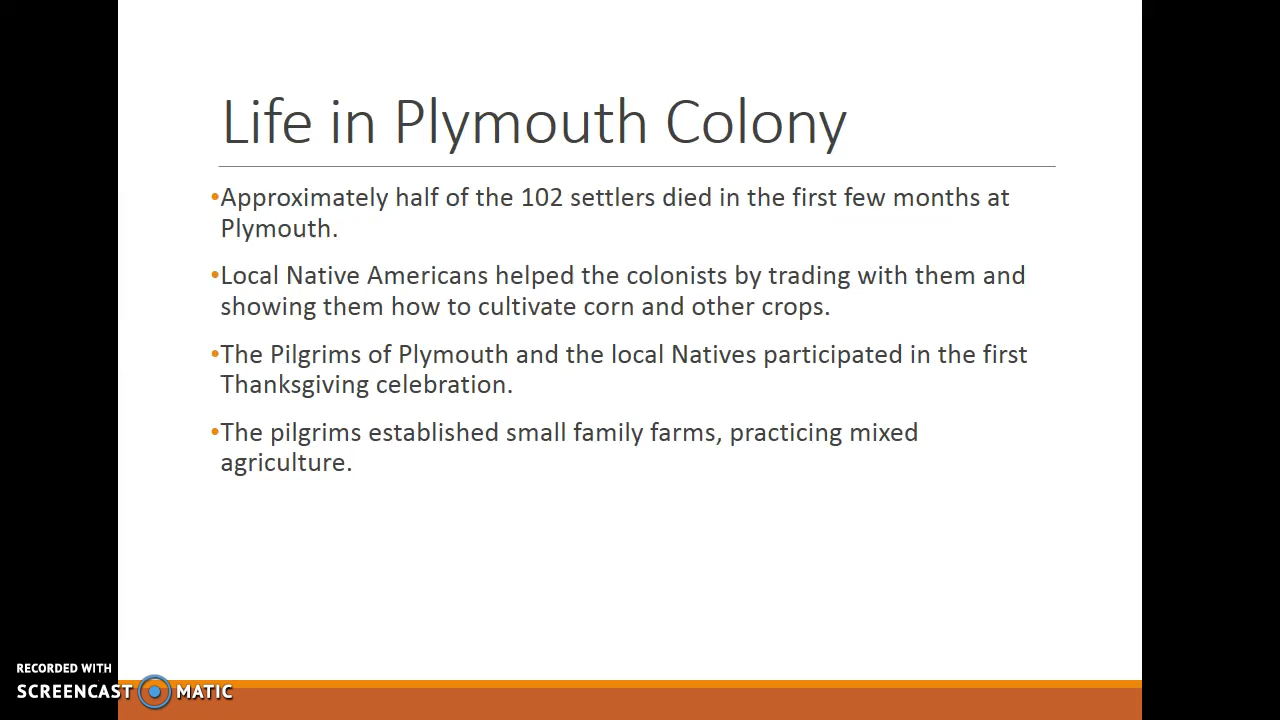 Life in Plymouth Colony
•Approximately half of the 102 settlers died in the first few months at
Plymouth.
•Local Native Americans helped the colonists by trading with them and
showing them how to cultivate corn and other crops.
•The Pilgrims of Plymouth and the local Natives participated in the first
Thanksgiving celebration.
•The pilgrims established small family farms, practicing mixed
agriculture.
RECORDED WITH
SCREENCAST MATIC